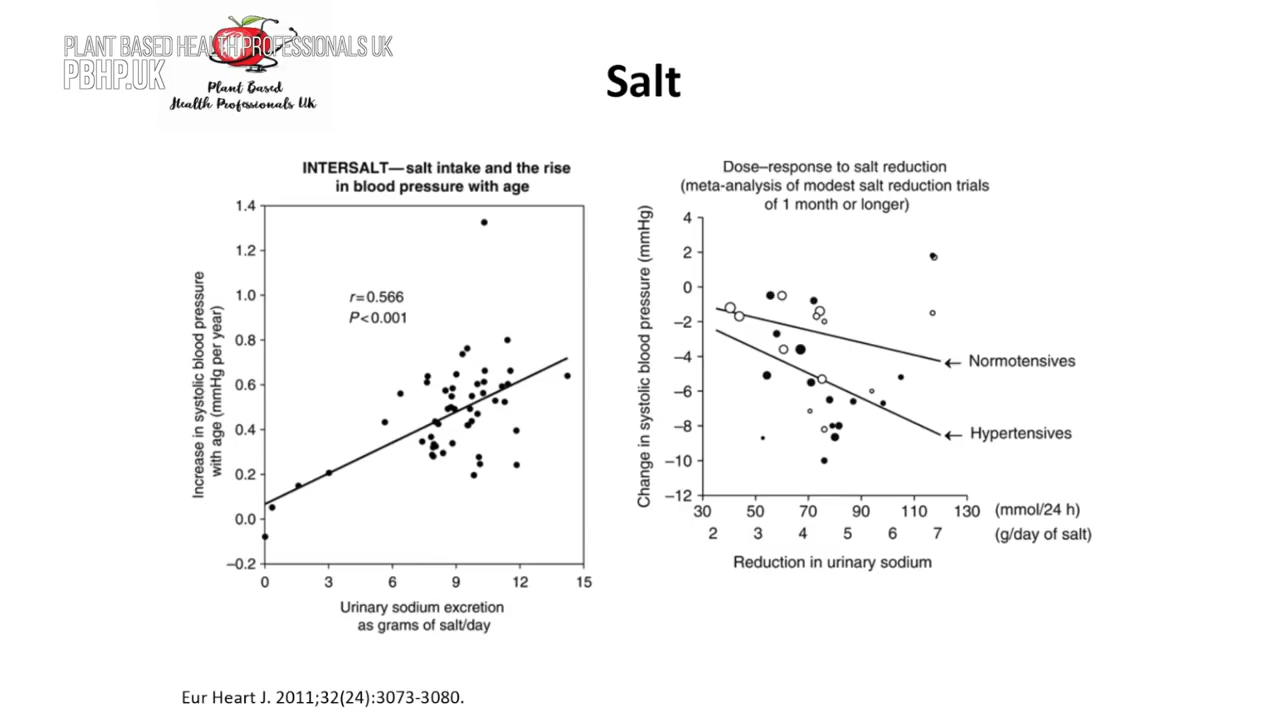 PLANT BASED HEALTH PROFESSIONALS UK
PBHP.UK
Plant Based
Health Professionals UK
Salt
INTERSALT—salt intake and the rise
in blood pressure with age
Increase in systolic blood pressure
with age (mmHg per year)
1.4
1.2
1.0
0.8
0.6
0.4
0.2
0.0
−0.2
r=0.566
P<0.001
0 3 6 9 12 15
Urinary sodium excretion
as grams of salt/day
Dose–response to salt reduction
(meta-analysis of modest salt reduction trials
of 1 month or longer)
Change in systolic blood pressure (mmHg)
4
2
0
−2
−4
−6
−8
−10
−12
Normotensives
Hypertensives
30 50 70 90 110 130 (mmol/24 h)
2 3 4 5 6 7 (g/day of salt)
Reduction in urinary sodium
Eur Heart J. 2011;32(24):3073-3080.